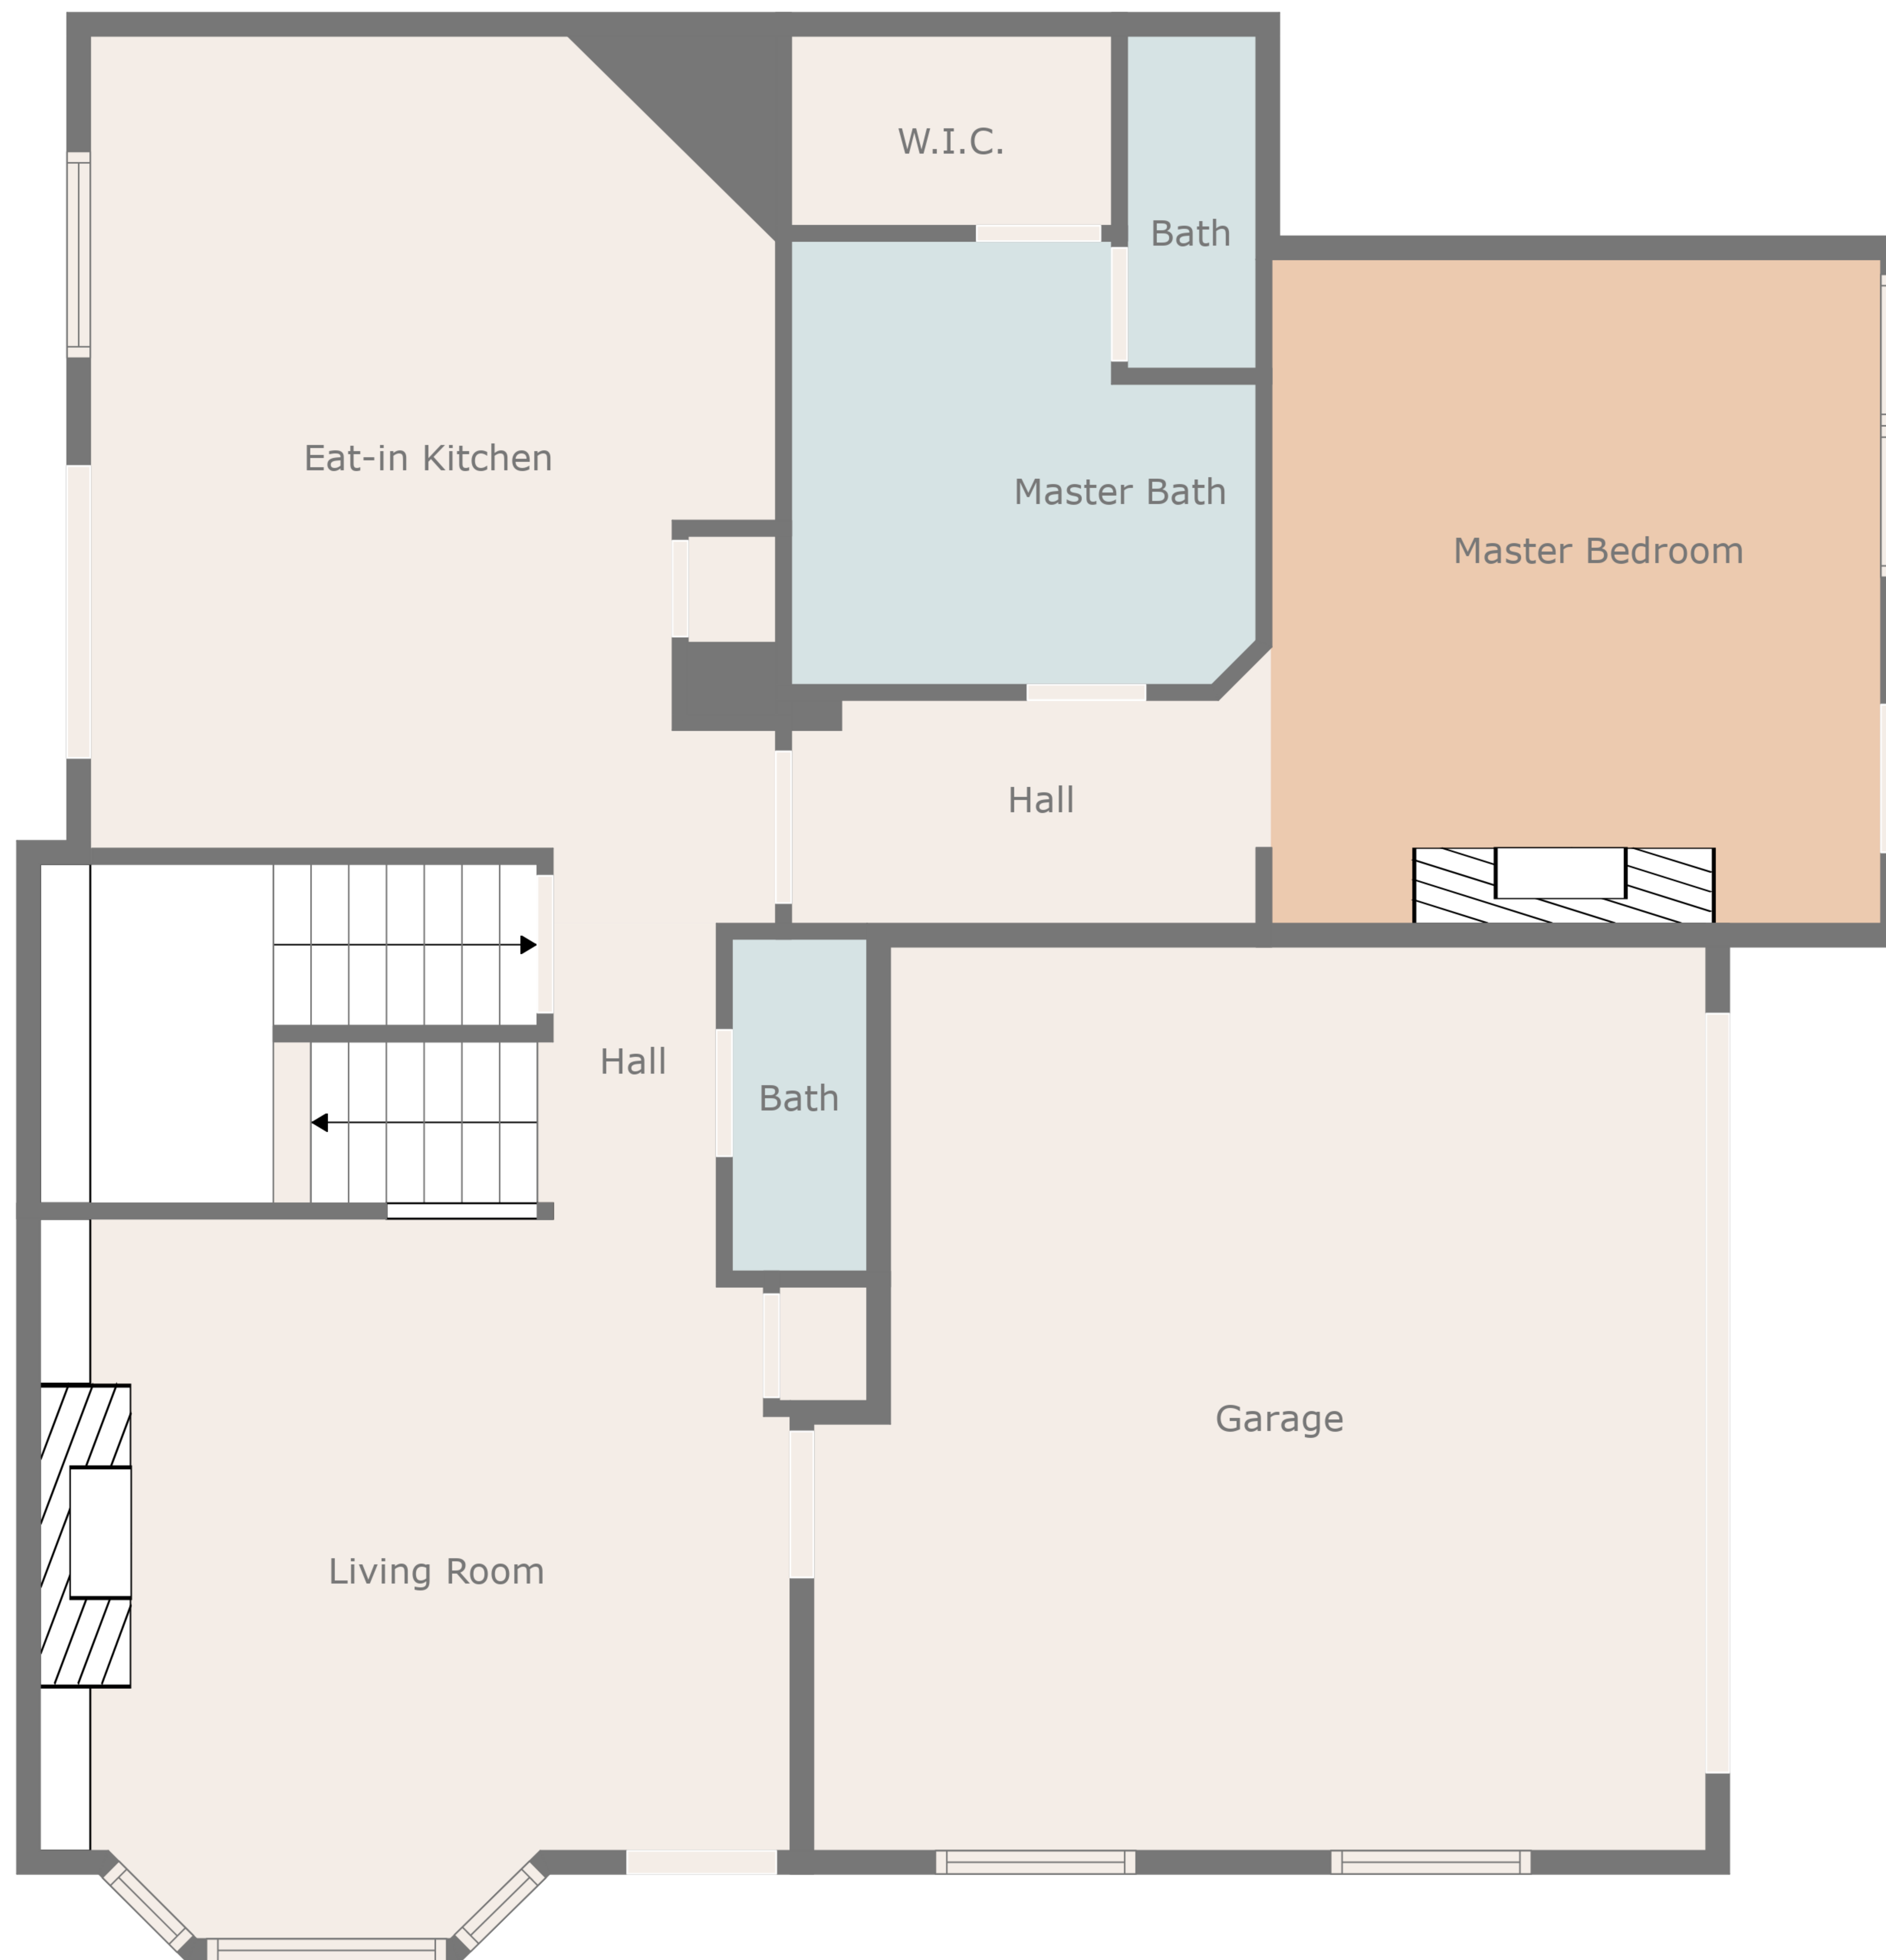 W.I.C.
Bath
Eat-in Kitchen
Master Bath
Master Bedroom
Hall
Hall
Bath
Garage
Living Room